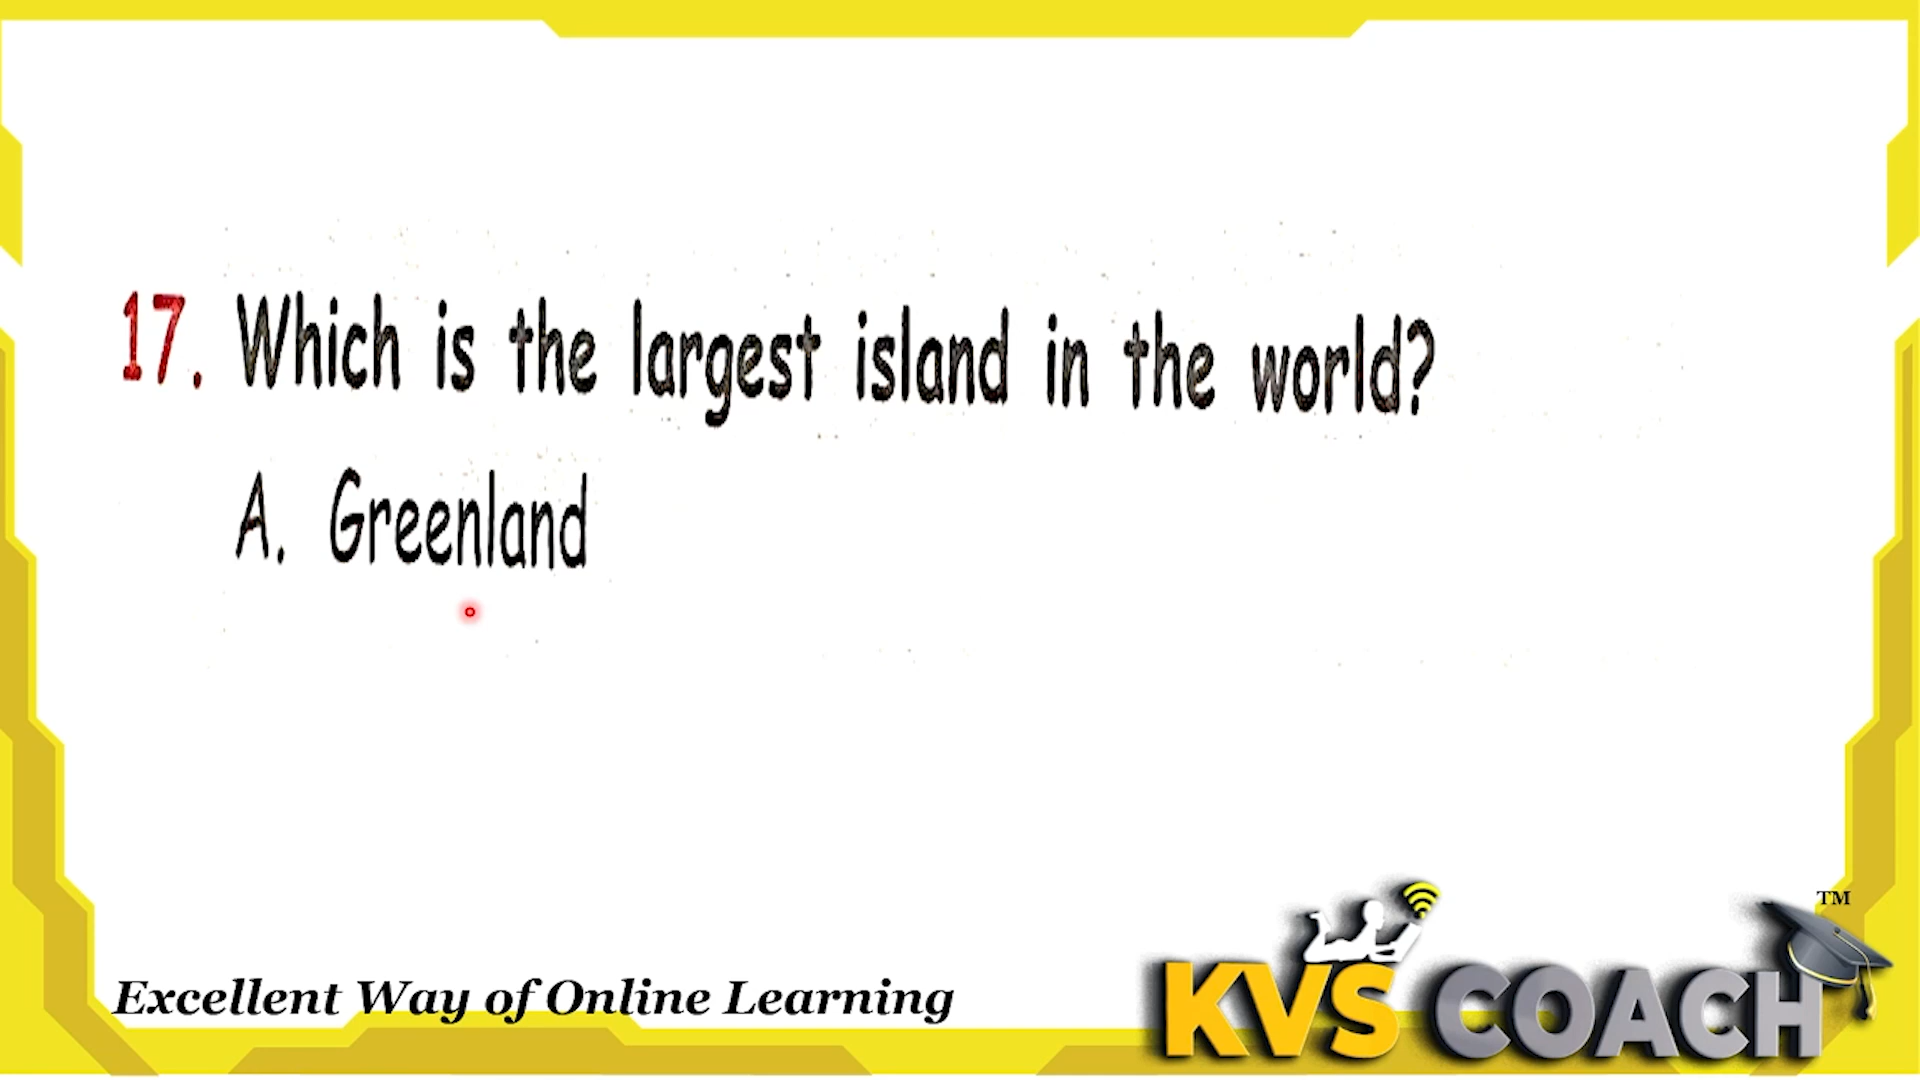 17. Which is the largest island in the world?
A. Greenland
Excellent Way of Online Learning
KVS COACH
TM